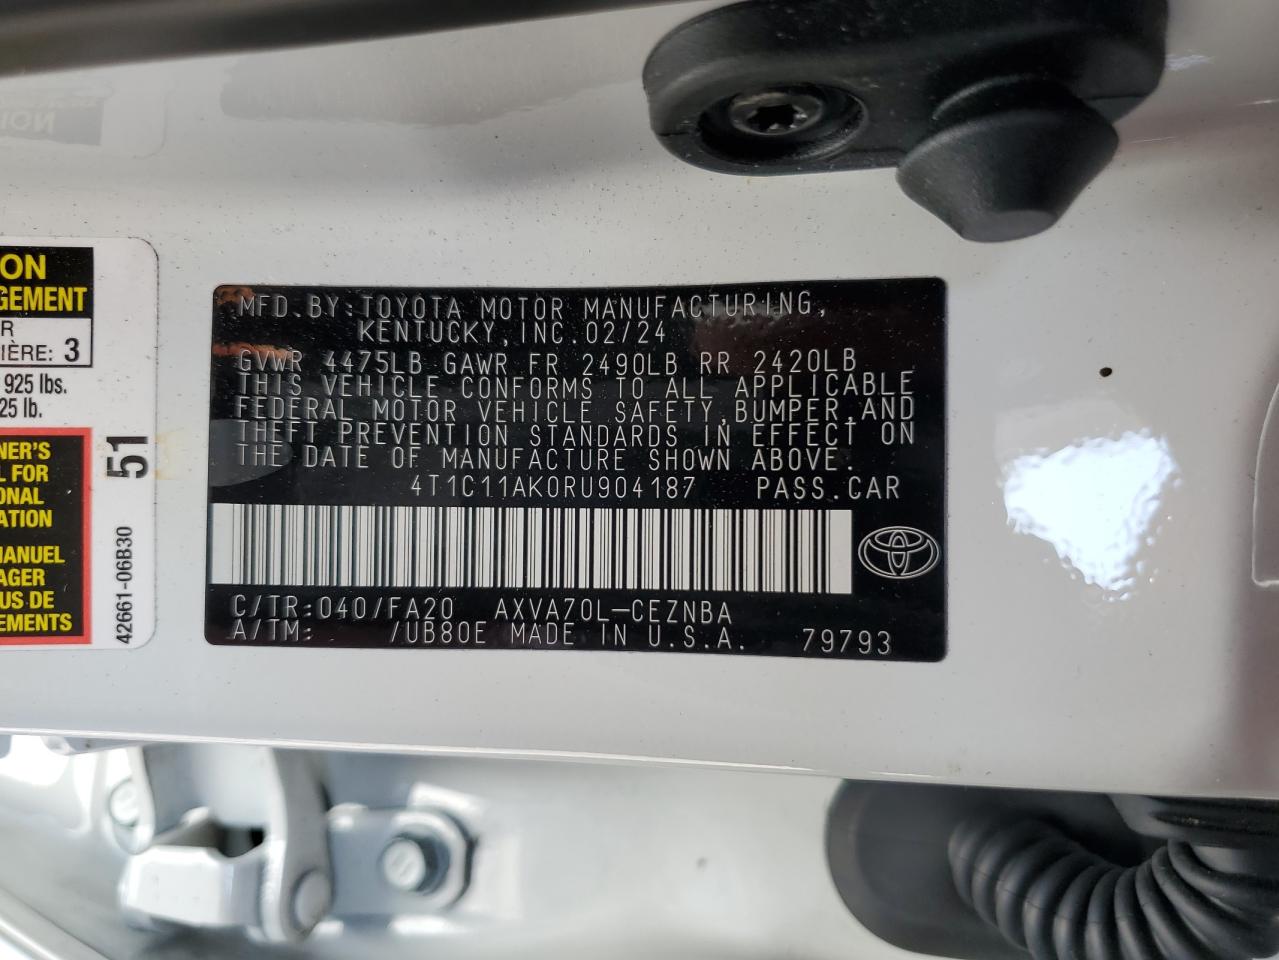 ON
GEMENT
R
IÈRE: 3
925 lbs.
25 lb.
NER'S
L FOR
ONAL
ATION
MANUEL
AGER
US DE
EMENTS
51
42661-06B30
MFD.BY:TOYOTA MOTOR MANUFACTURING,
KENTUCKY,INC.02/24
GVWR 4475LB GAWR FR 2490LB RR 2420LB
THIS VEHICLE CONFORMS TO ALL APPLICABLE
FEDERAL MOTOR VEHICLE SAFETY,BUMPER,AND
THEFT PREVENTION STANDARDS IN EFFECT ON
THE DATE OF MANUFACTURE SHOWN ABOVE.
4T1C11AK0RU904187 PASS.CAR
C/TR:040/FA20 AXVA70L-CEZNBA
A/TM: /UB80E MADE IN U.S.A. 79793